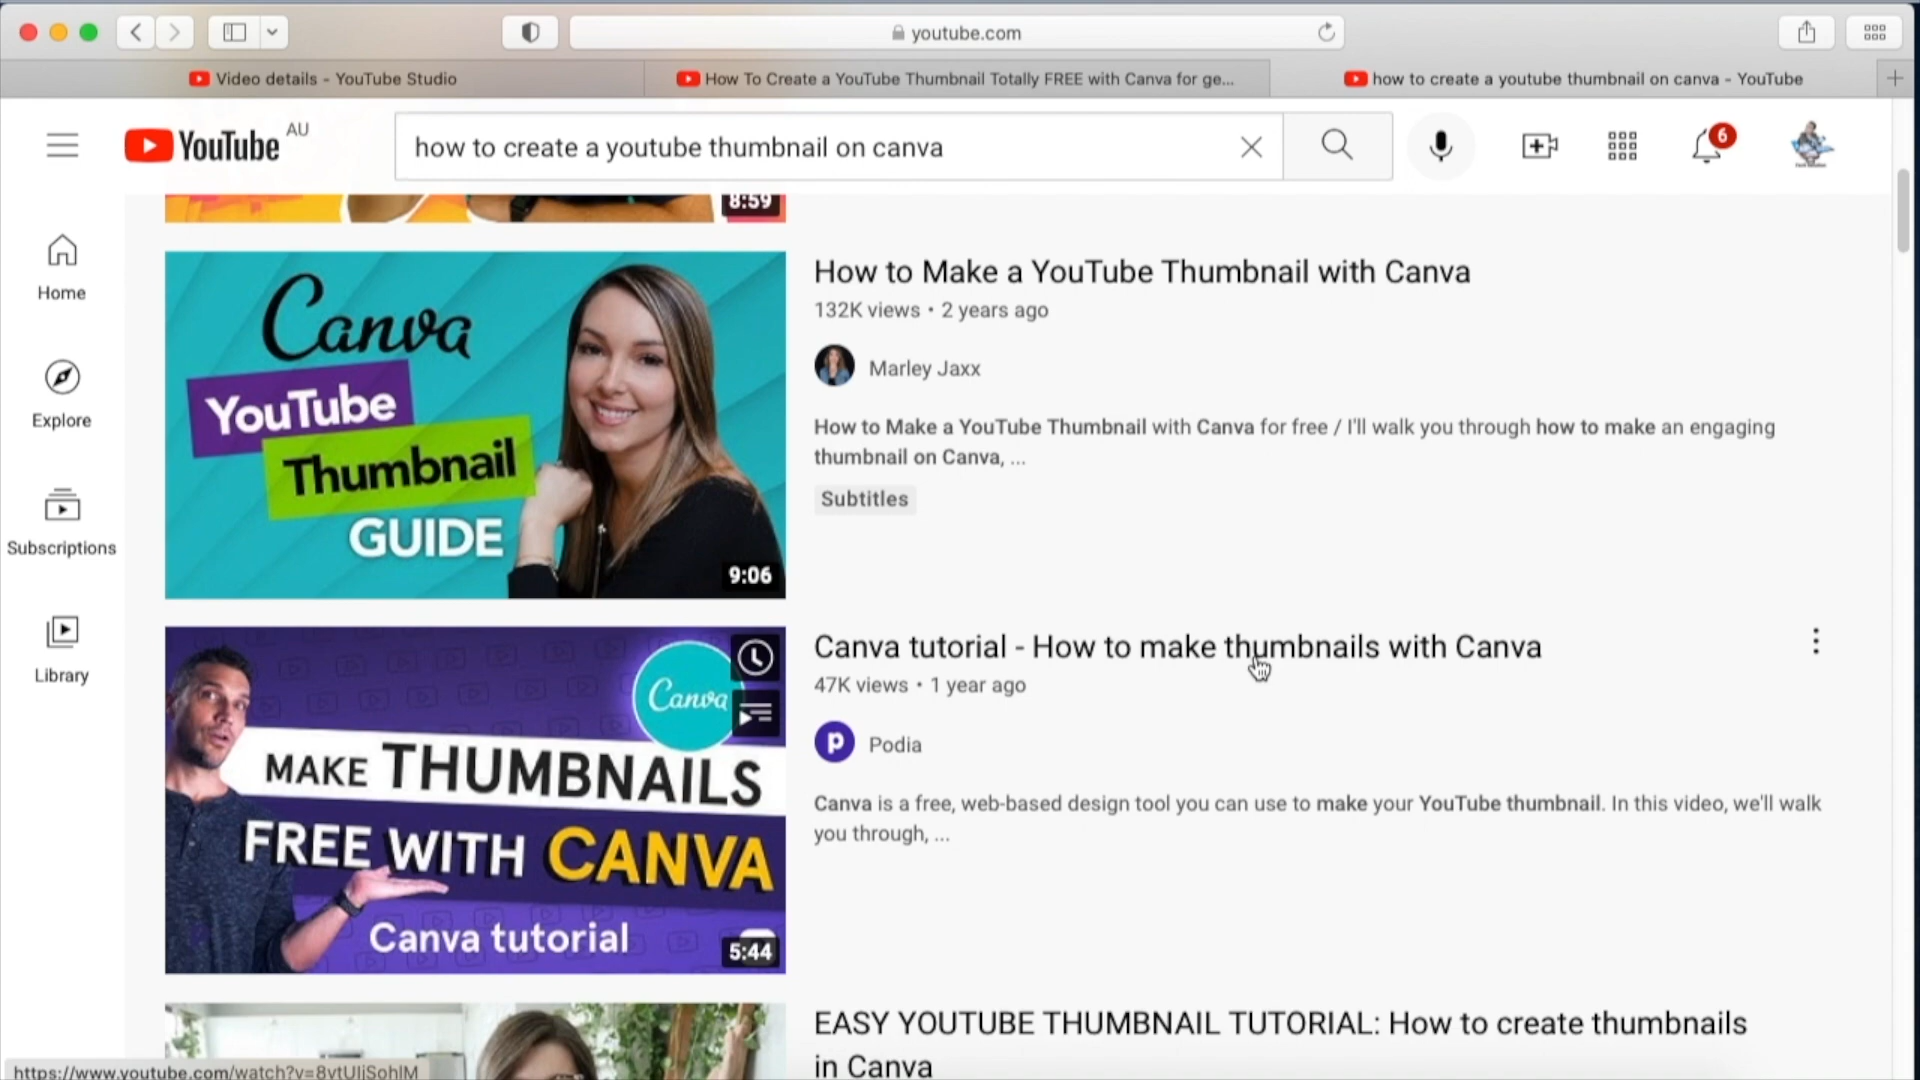 youtube.com
Video details - YouTube Studio
How To Create a YouTube Thumbnail Totally FREE with Canva for ge...
how to create a youtube thumbnail on canva - YouTube
YouTube AU
how to create a youtube thumbnail on canva
6
Home
Explore
Subscriptions
Library
8:59
Canva
YouTube
Thumbnail
GUIDE
9:06
How to Make a YouTube Thumbnail with Canva
132K views • 2 years ago
Marley Jaxx
How to Make a YouTube Thumbnail with Canva for free / I'll walk you through how to make an engaging
thumbnail on Canva, ...
Subtitles
Canva
MAKE THUMBNAILS
FREE WITH CANVA
Canva tutorial
5:44
Canva tutorial - How to make thumbnails with Canva
47K views • 1 year ago
p
Podia
Canva is a free, web-based design tool you can use to make your YouTube thumbnail. In this video, we'll walk
you through, ...
EASY YOUTUBE THUMBNAIL TUTORIAL: How to create thumbnails
in Canva